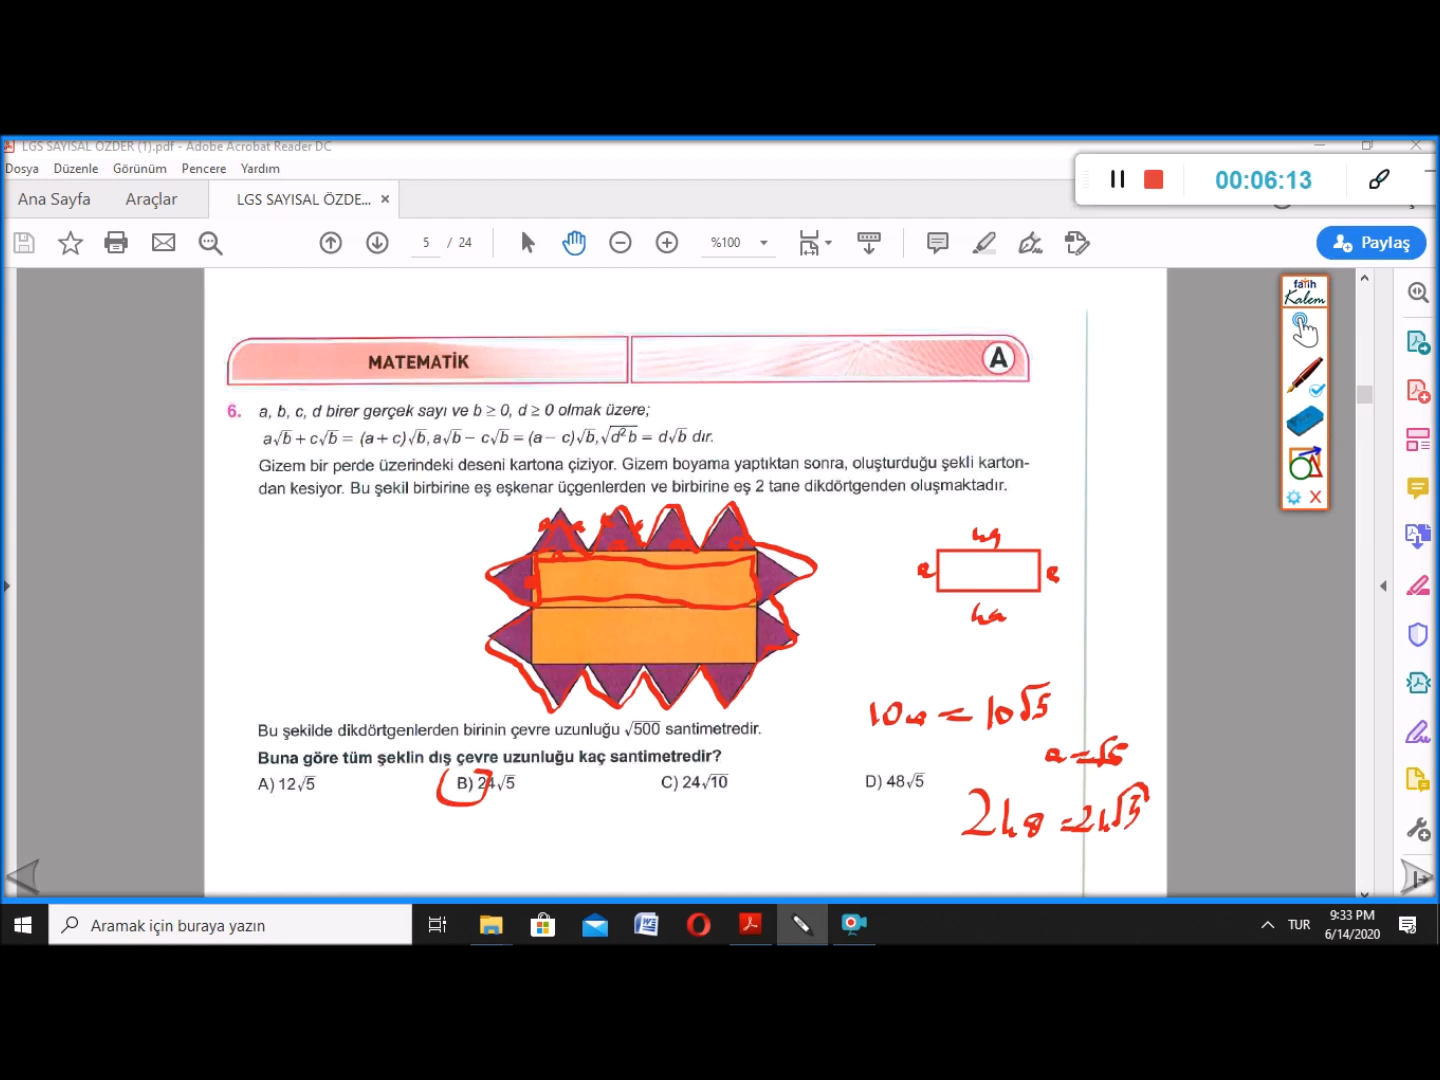 LGS SAYISAL ÖZDER (1).pdf - Adobe Acrobat Reader DC
Dosya Düzenle Görünüm Pencere Yardım
00:06:13
Ana Sayfa Araçlar LGS SAYISAL ÖZDE... ×
5 / 24 %100 Paylaş
fatih
Kalem
MATEMATİK A
6. a, b, c, d birer gerçek sayı ve b ≥ 0, d ≥ 0 olmak üzere;
a√b + c√b = (a + c)√b, a√b − c√b = (a − c)√b, √d²b = d√b dır.
Gizem bir perde üzerindeki deseni kartona çiziyor. Gizem boyama yaptıktan sonra, oluşturduğu şekli karton-
dan kesiyor. Bu şekil birbirine eş eşkenar üçgenlerden ve birbirine eş 2 tane dikdörtgenden oluşmaktadır.
4a
a a
4a
10a = 10√5
a = √5
24a = 24√5
Bu şekilde dikdörtgenlerden birinin çevre uzunluğu √500 santimetredir.
Buna göre tüm şeklin dış çevre uzunluğu kaç santimetredir?
A) 12√5 B) 24√5 C) 24√10 D) 48√5
Aramak için buraya yazın
TUR 9:33 PM
6/14/2020